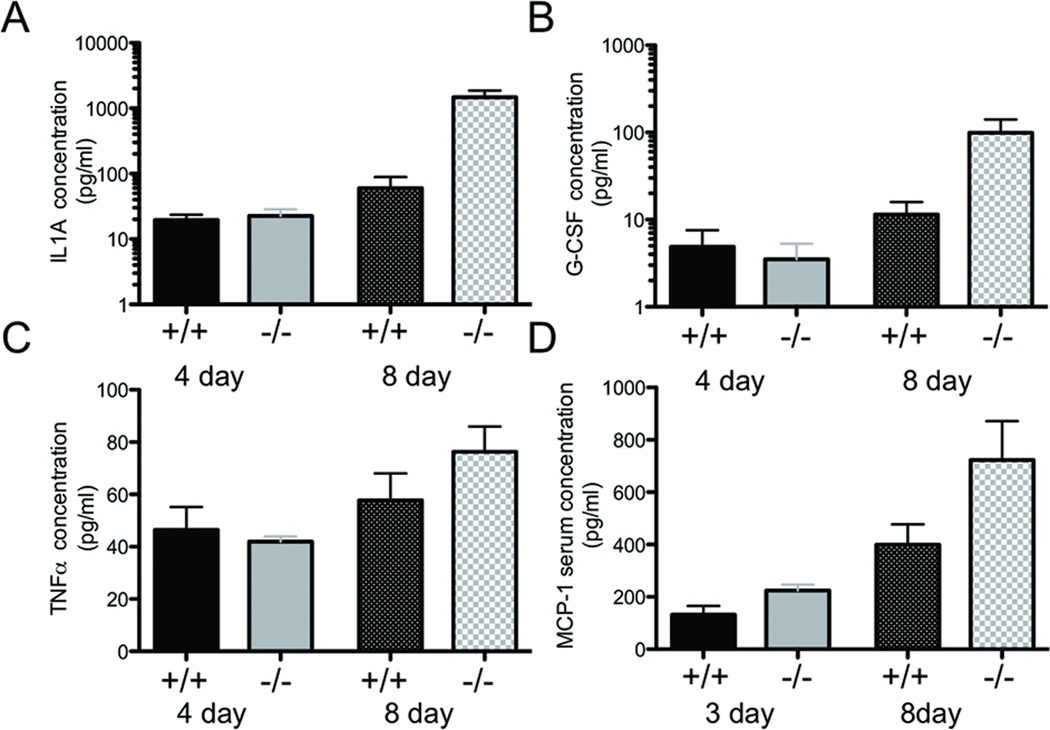 A
IL1A concentration
(pg/ml)
10000
1000
100
10
1
+/+ -/- +/+ -/-
4 day 8 day
B
G-CSF concentration
(pg/ml)
1000
100
10
1
+/+ -/- +/+ -/-
4 day 8 day
C
TNFα concentration
(pg/ml)
100
80
60
40
20
0
+/+ -/- +/+ -/-
4 day 8 day
D
MCP-1 serum concentration
(pg/ml)
1000
800
600
400
200
0
+/+ -/- +/+ -/-
3 day 8day